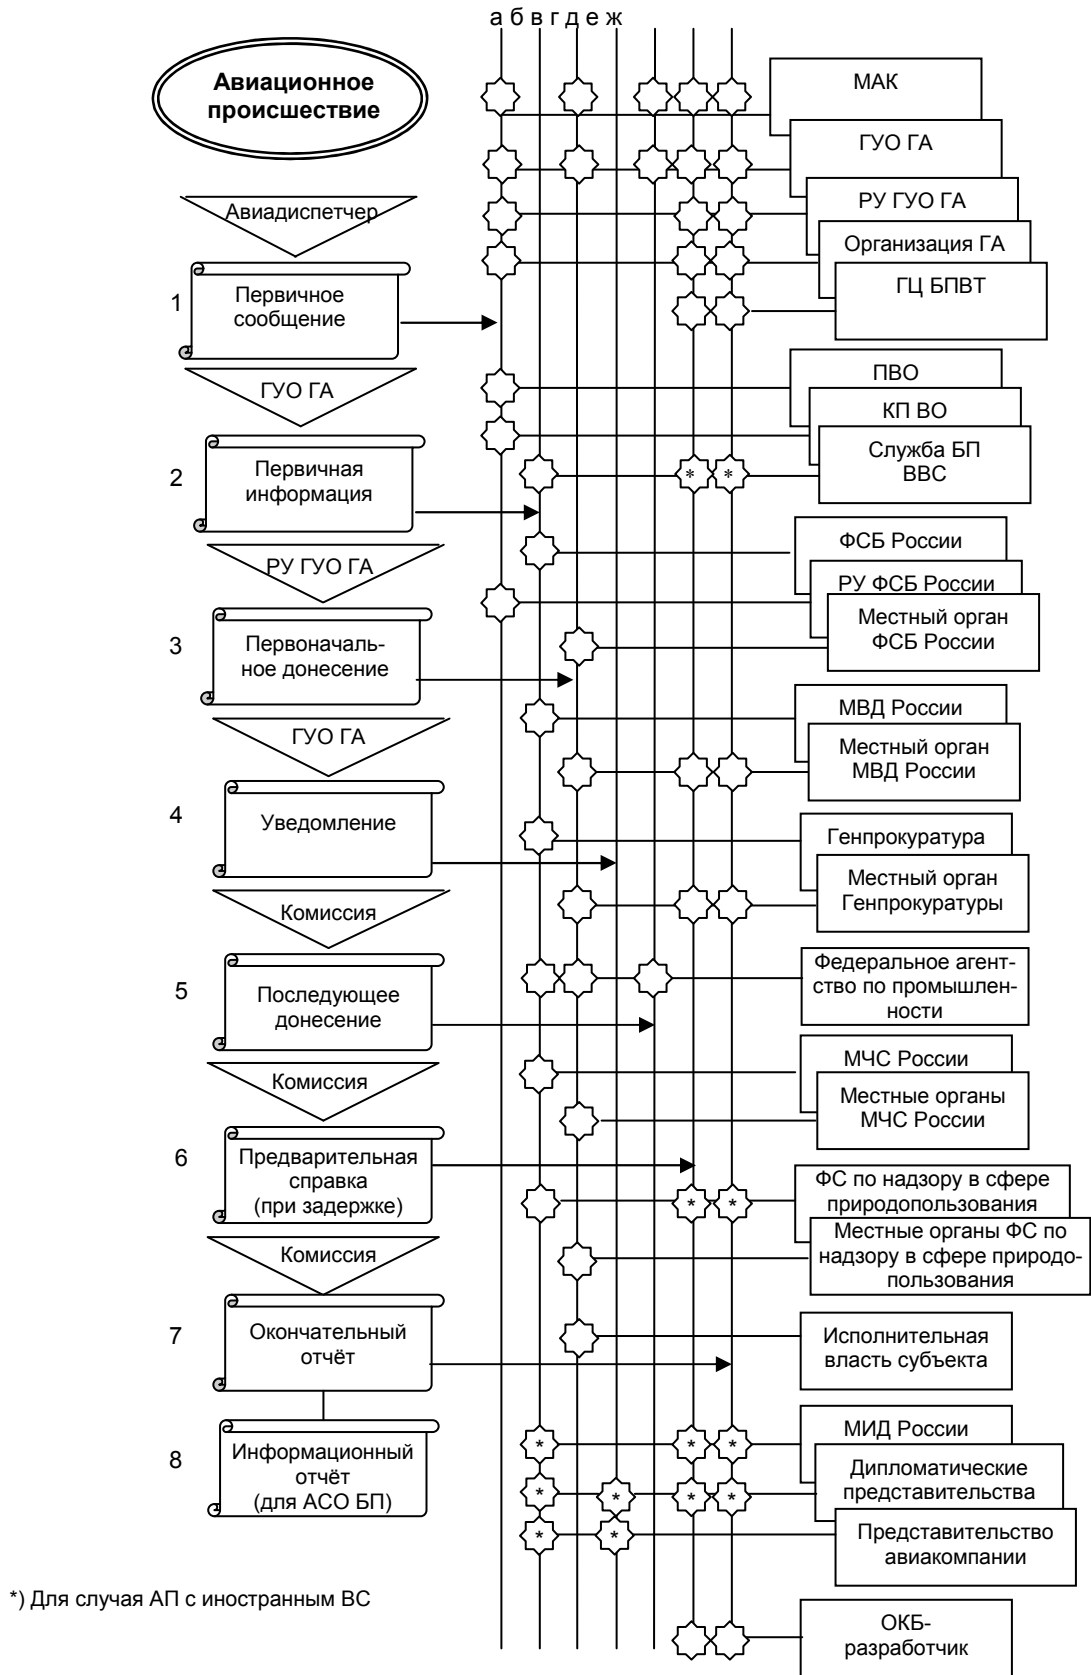 а б в г д е ж
Авиационное
происшествие
Авиадиспетчер
1
Первичное
сообщение
ГУО ГА
2
Первичная
информация
РУ ГУО ГА
3
Первоначаль-
ное донесение
ГУО ГА
4
Уведомление
Комиссия
5
Последующее
донесение
Комиссия
6
Предварительная
справка
(при задержке)
Комиссия
7
Окончательный
отчёт
8
Информационный
отчёт
(для АСО БП)
*) Для случая АП с иностранным ВС
МАК
ГУО ГА
РУ ГУО ГА
Организация ГА
ГЦ БПВТ
ПВО
КП ВО
Служба БП
ВВС
* *
ФСБ России
РУ ФСБ России
Местный орган
ФСБ России
МВД России
Местный орган
МВД России
Генпрокуратура
Местный орган
Генпрокуратуры
Федеральное агент-
ство по промышлен-
ности
МЧС России
Местные органы
МЧС России
ФС по надзору в сфере
природопользования
* *
Местные органы ФС по
надзору в сфере природо-
пользования
Исполнительная
власть субъекта
МИД России
* * *
Дипломатические
представительства
* * * *
Представительство
авиакомпании
* *
ОКБ-
разработчик